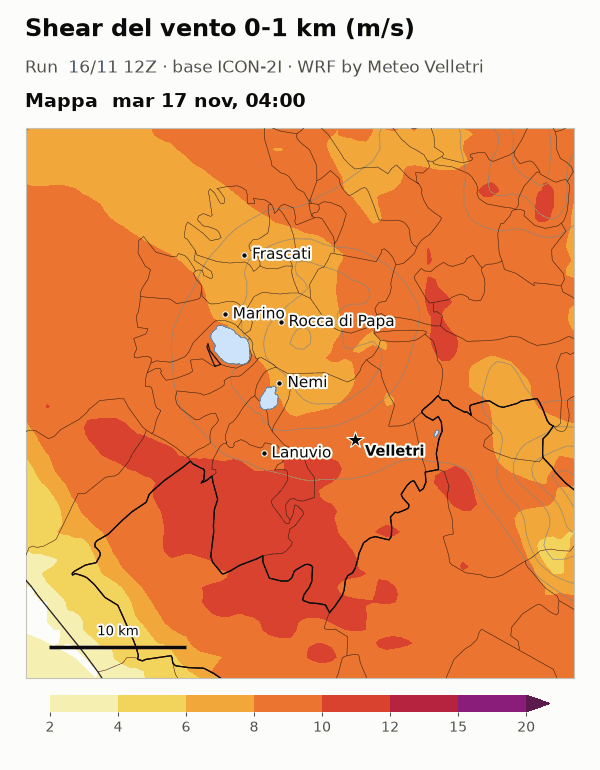 Shear del vento 0-1 km (m/s)
Run  16/11 12Z · base ICON-2I · WRF by Meteo Velletri
Mappa  mar 17 nov, 04:00
Frascati
Marino
Rocca di Papa
Nemi
Velletri
Lanuvio
10 km
2 4 6 8 10 12 15 20